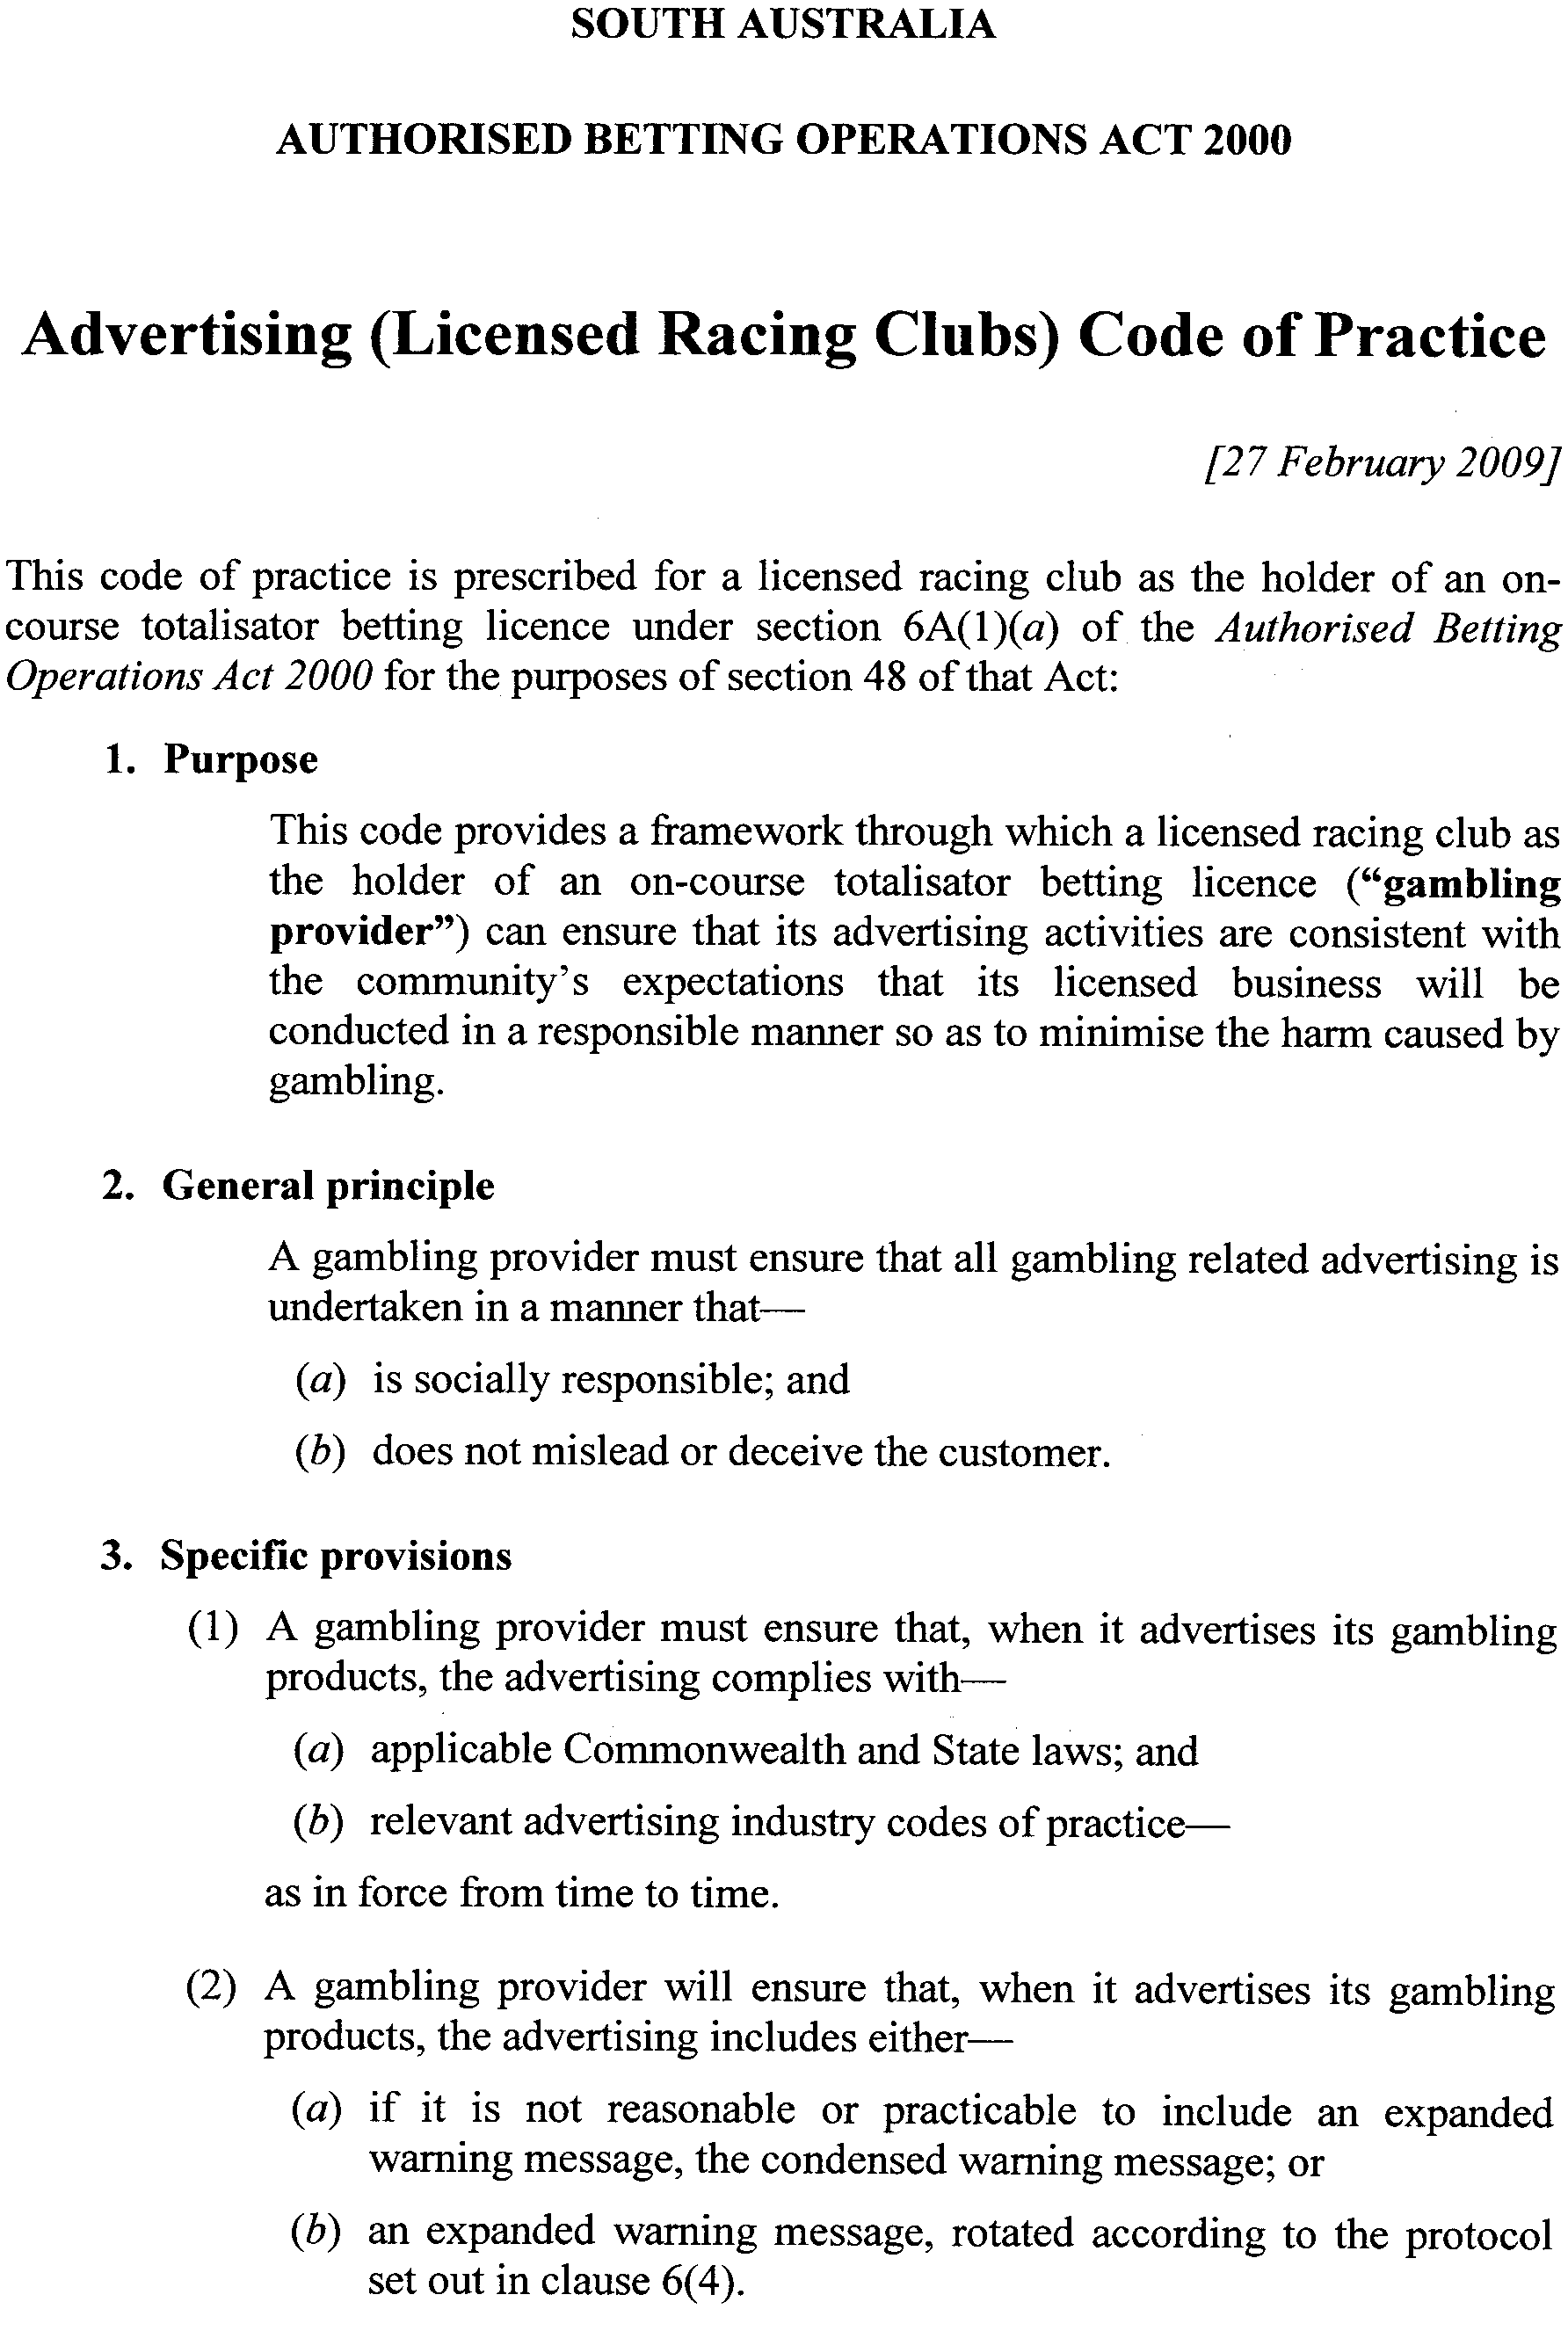 SOUTH AUSTRALIA
AUTHORISED BETTING OPERATIONS ACT 2000
Advertising (Licensed Racing Clubs) Code of Practice
[27 February 2009]
This code of practice is prescribed for a licensed racing club as the holder of an on-
course totalisator betting licence under section 6A(1)(a) of the Authorised Betting
Operations Act 2000 for the purposes of section 48 of that Act:
1. Purpose
This code provides a framework through which a licensed racing club as
the holder of an on-course totalisator betting licence (“gambling
provider”) can ensure that its advertising activities are consistent with
the community’s expectations that its licensed business will be
conducted in a responsible manner so as to minimise the harm caused by
gambling.
2. General principle
A gambling provider must ensure that all gambling related advertising is
undertaken in a manner that—
(a) is socially responsible; and
(b) does not mislead or deceive the customer.
3. Specific provisions
(1) A gambling provider must ensure that, when it advertises its gambling
products, the advertising complies with—
(a) applicable Commonwealth and State laws; and
(b) relevant advertising industry codes of practice—
as in force from time to time.
(2) A gambling provider will ensure that, when it advertises its gambling
products, the advertising includes either—
(a) if it is not reasonable or practicable to include an expanded
warning message, the condensed warning message; or
(b) an expanded warning message, rotated according to the protocol
set out in clause 6(4).